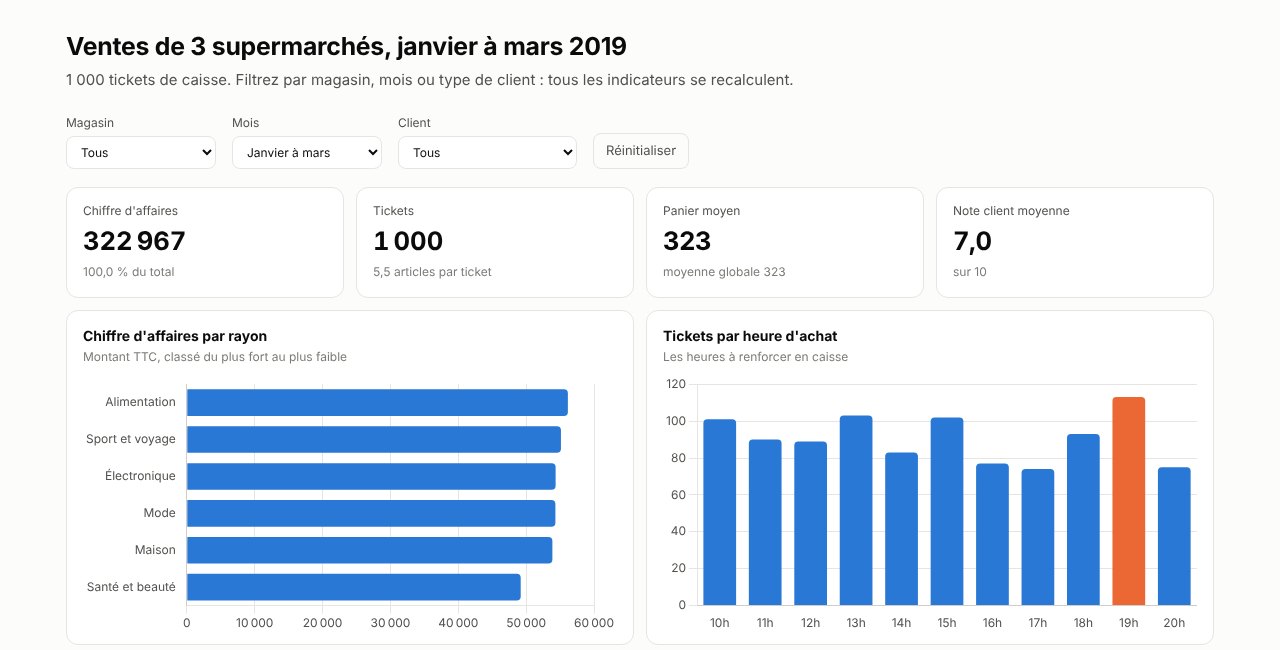 Ventes de 3 supermarchés, janvier à mars 2019
1 000 tickets de caisse. Filtrez par magasin, mois ou type de client : tous les indicateurs se recalculent.
Magasin Mois Client
Tous Janvier à mars Tous Réinitialiser
Chiffre d'affaires
322 967
100,0 % du total
Tickets
1 000
5,5 articles par ticket
Panier moyen
323
moyenne globale 323
Note client moyenne
7,0
sur 10
Chiffre d'affaires par rayon
Montant TTC, classé du plus fort au plus faible
Alimentation
Sport et voyage
Électronique
Mode
Maison
Santé et beauté
0 10 000 20 000 30 000 40 000 50 000 60 000
Tickets par heure d'achat
Les heures à renforcer en caisse
120
100
80
60
40
20
0
10h 11h 12h 13h 14h 15h 16h 17h 18h 19h 20h